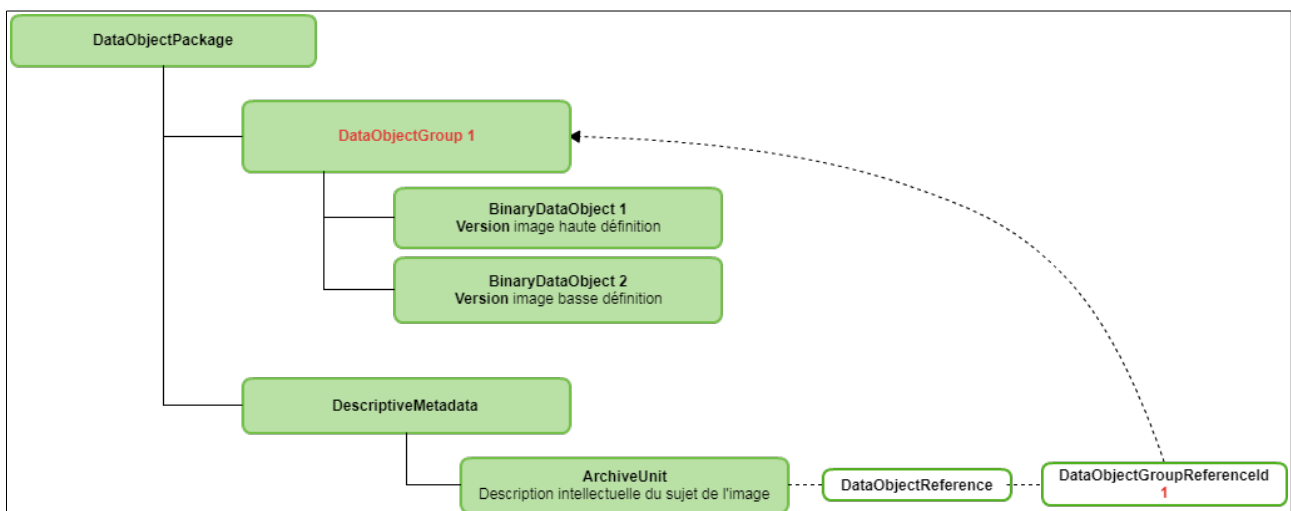 DataObjectPackage
DataObjectGroup 1
BinaryDataObject 1
Version image haute définition
BinaryDataObject 2
Version image basse définition
DescriptiveMetadata
ArchiveUnit
Description intellectuelle du sujet de l'image
DataObjectReference
DataObjectGroupReferenceId
1